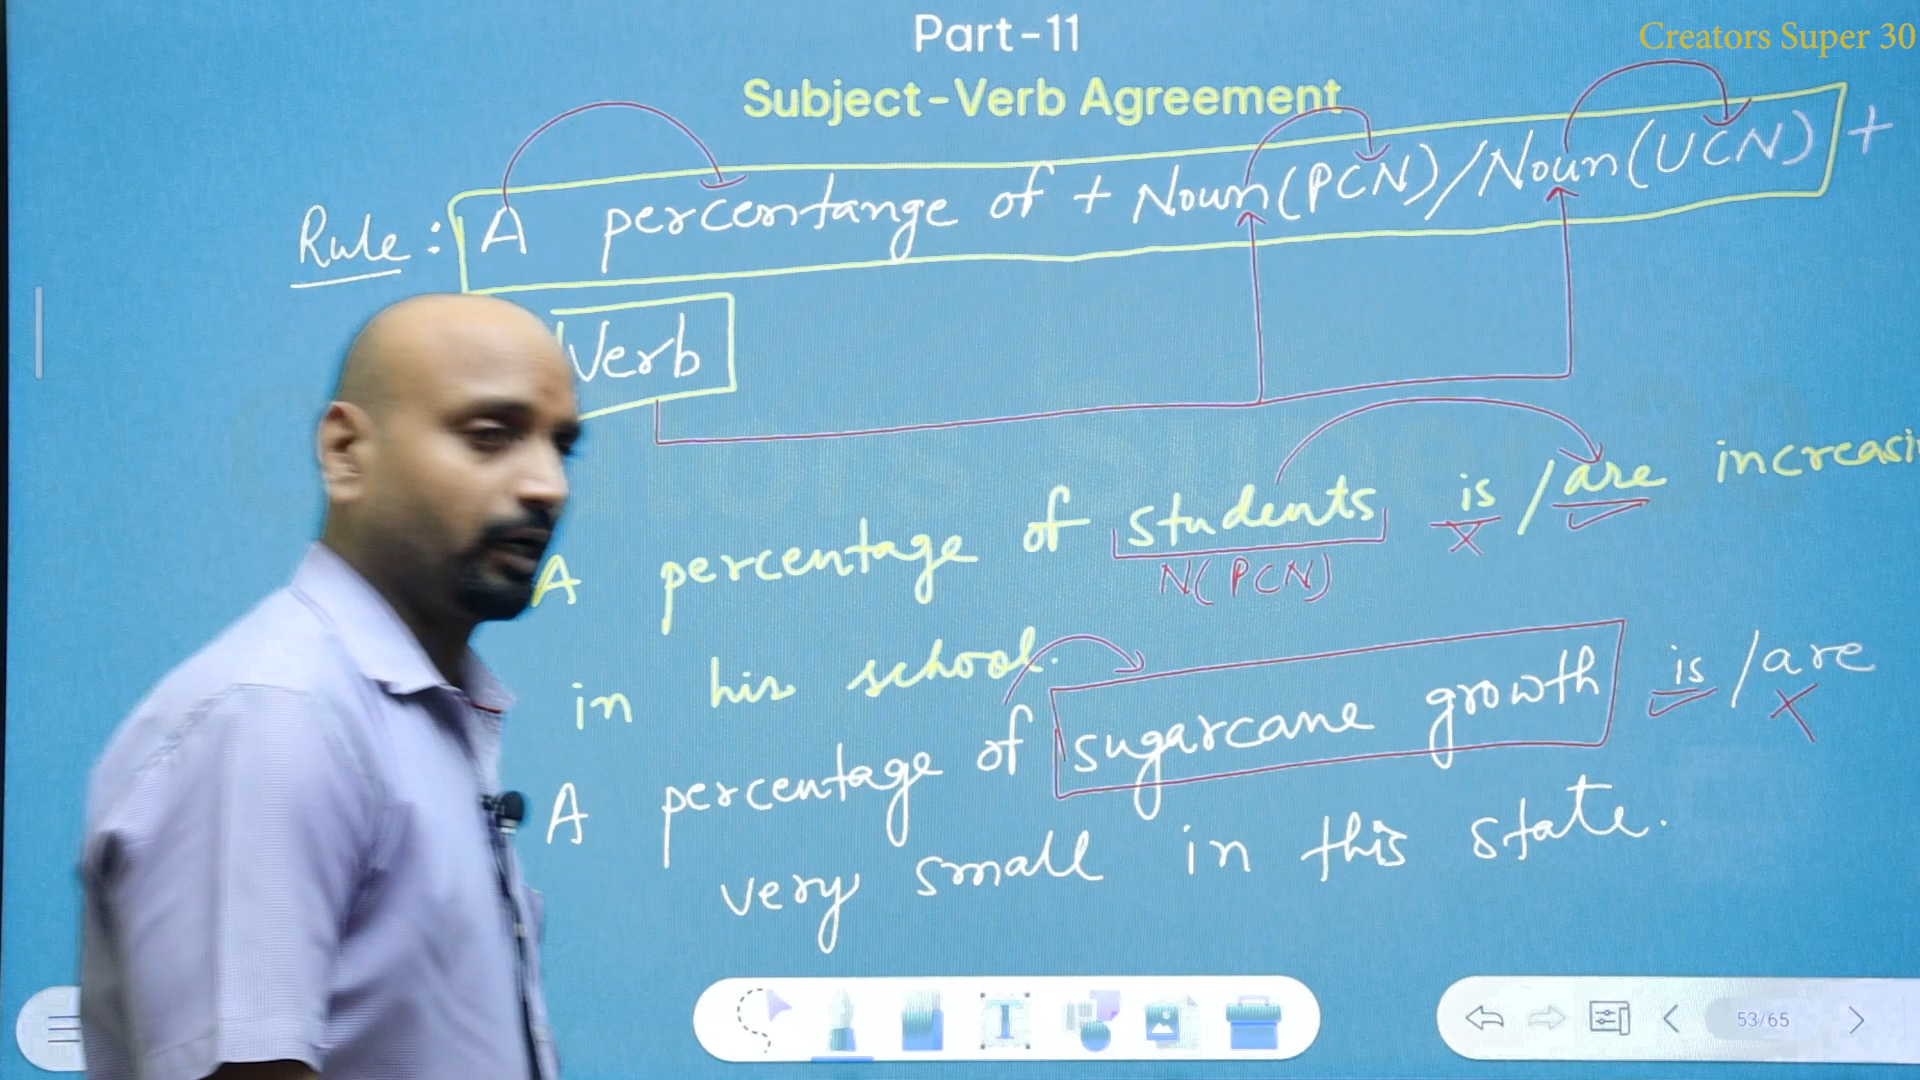 Part-11
Creators Super 30
Subject-Verb Agreement
Rule: A percentange of + Noun(PCN)/Noun(UCN) +
Verb
A percentage of students is / are increasi
N(PCN)
in his school.
A percentage of sugarcane growth is / are
very small in this state.
53/65